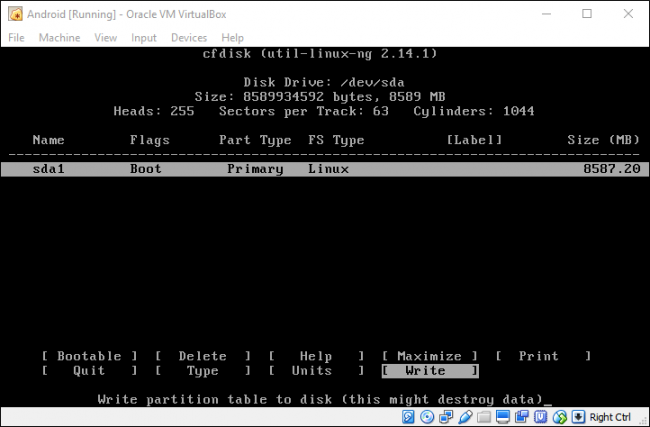 Android [Running] - Oracle VM VirtualBox
File Machine View Input Devices Help
cfdisk (util-linux-ng 2.14.1)
Disk Drive: /dev/sda
Size: 8589934592 bytes, 8589 MB
Heads: 255 Sectors per Track: 63 Cylinders: 1044
Name Flags Part Type FS Type [Label] Size (MB)
sda1 Boot Primary Linux 8587.20
[ Bootable ] [ Delete ] [ Help ] [ Maximize ] [ Print ]
[ Quit ] [ Type ] [ Units ] [ Write ]
Write partition table to disk (this might destroy data)_
Right Ctrl